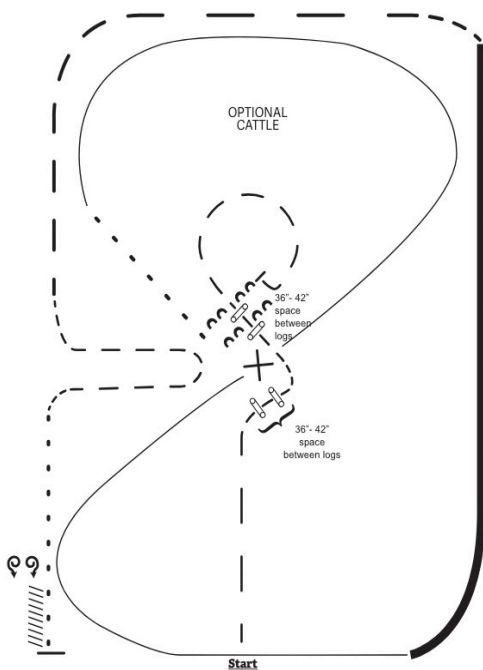 OPTIONAL
CATTLE
36"- 42"
space
between
logs
36"- 42"
space
between logs
Start